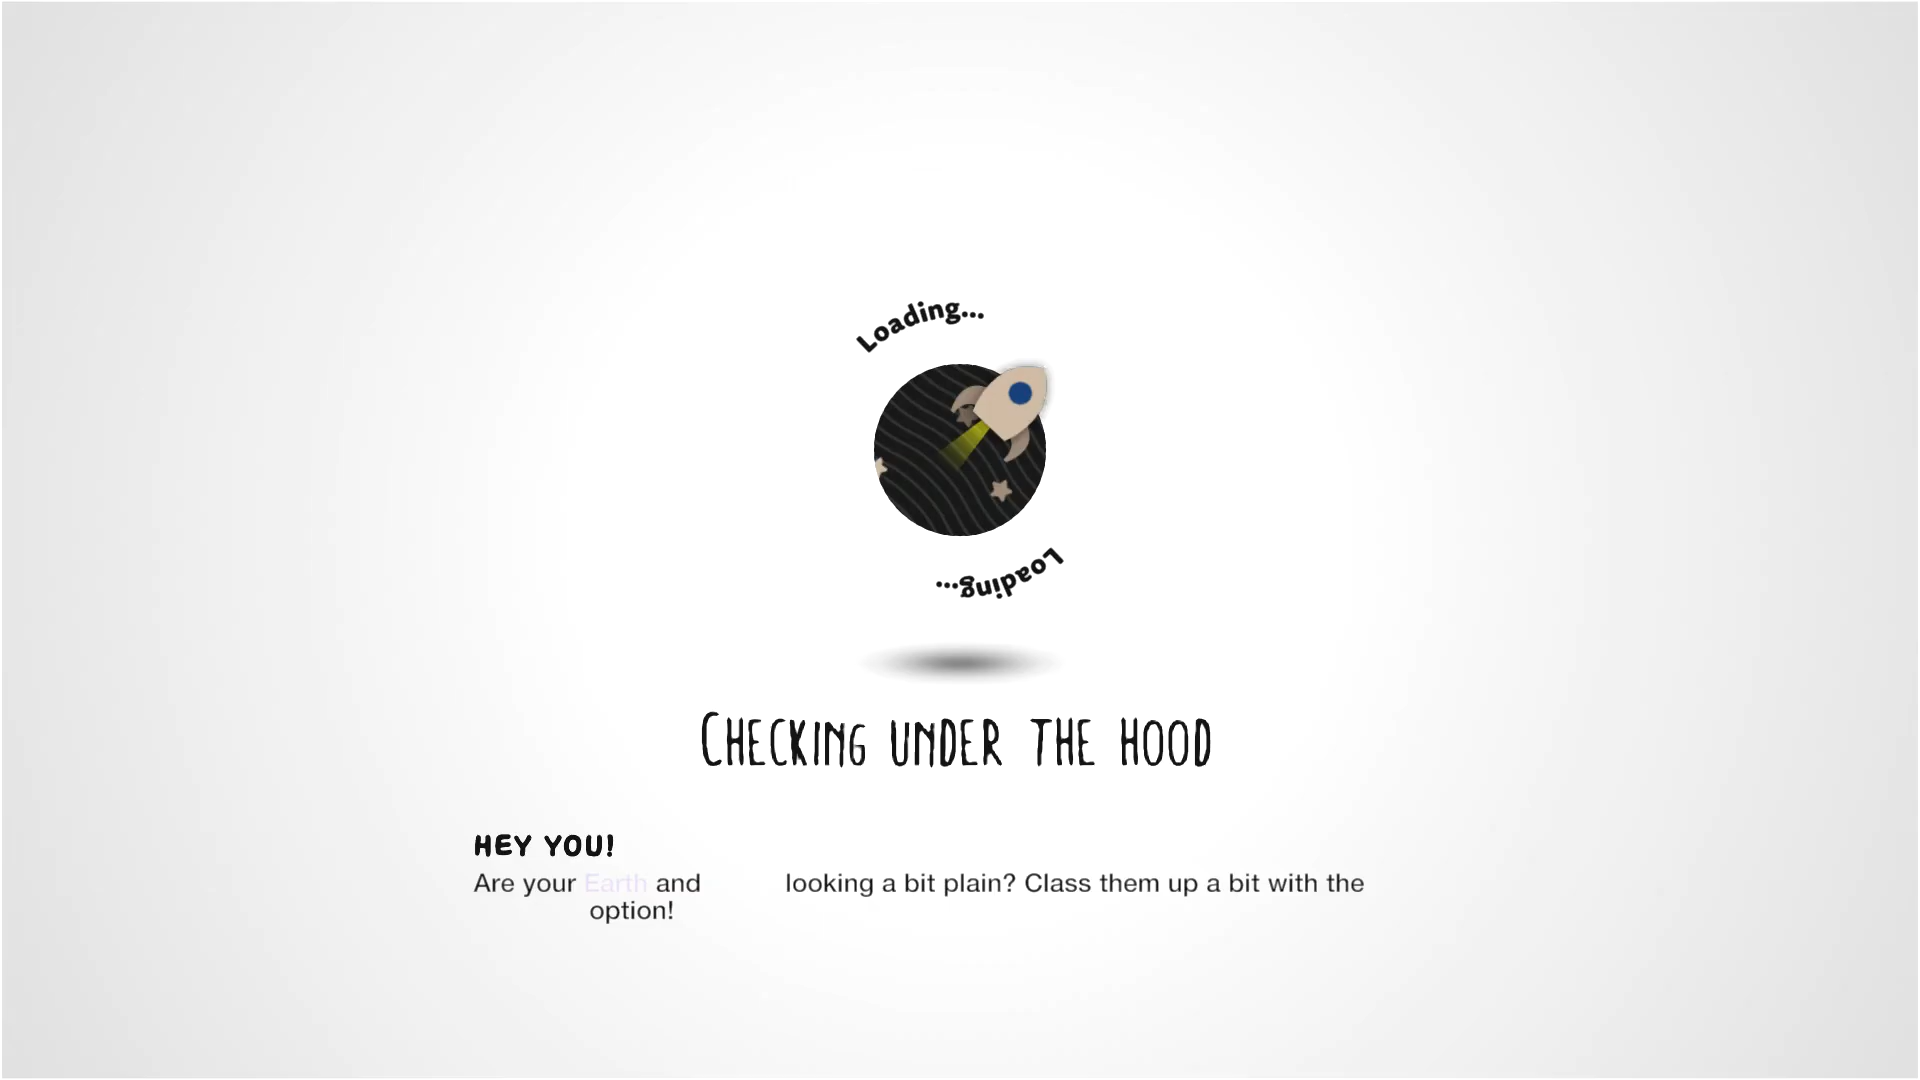 Loading...
Loading...
Checking under the hood
HEY YOU!
Are your Earth and looking a bit plain? Class them up a bit with the
option!